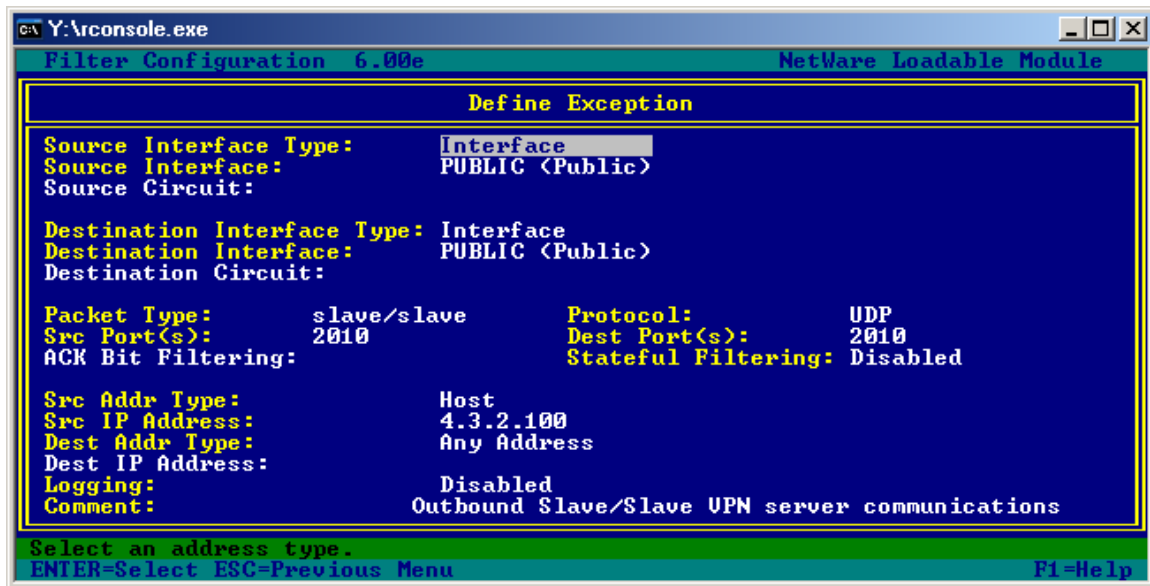 Y:\rconsole.exe
Filter Configuration 6.00e NetWare Loadable Module
Define Exception
Source Interface Type: Interface
Source Interface: PUBLIC (Public)
Source Circuit:
Destination Interface Type: Interface
Destination Interface: PUBLIC (Public)
Destination Circuit:
Packet Type: slave/slave Protocol: UDP
Src Port(s): 2010 Dest Port(s): 2010
ACK Bit Filtering: Stateful Filtering: Disabled
Src Addr Type: Host
Src IP Address: 4.3.2.100
Dest Addr Type: Any Address
Dest IP Address:
Logging: Disabled
Comment: Outbound Slave/Slave VPN server communications
Select an address type.
ENTER=Select ESC=Previous Menu F1=Help